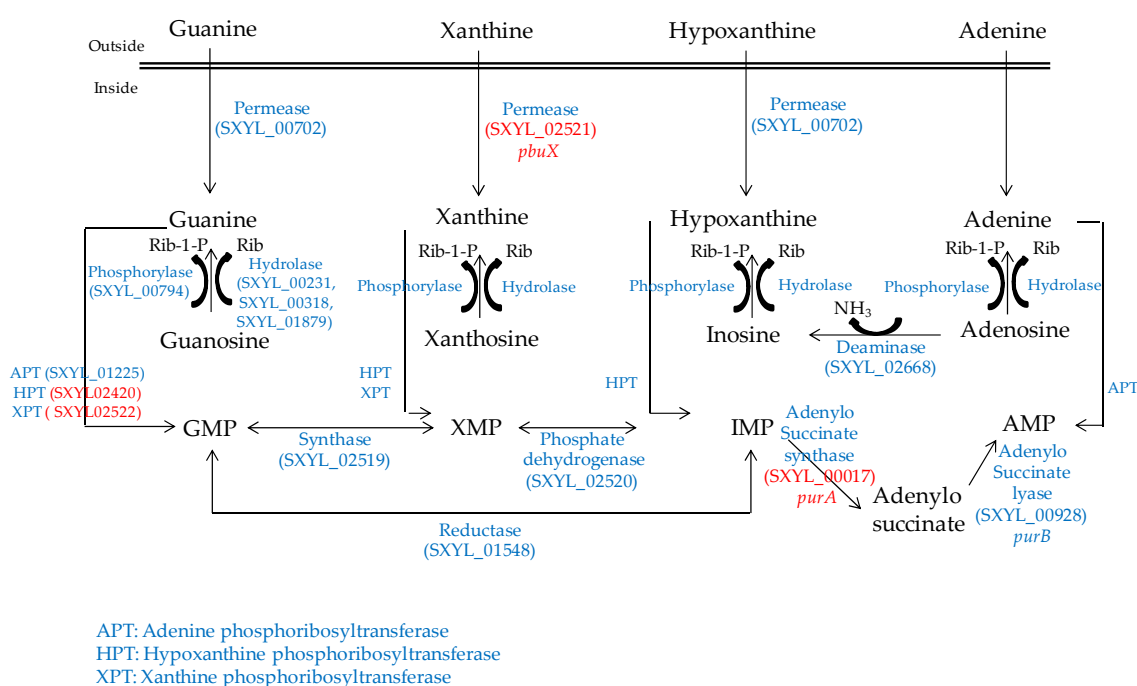 Guanine
Xanthine
Hypoxanthine
Adenine
Outside
Inside
Permease
(SXYL_00702)
Permease
(SXYL_02521)
pbuX
Permease
(SXYL_00702)
Guanine
Xanthine
Hypoxanthine
Adenine
Rib-1-P
Rib
Phosphorylase
(SXYL_00794)
Hydrolase
(SXYL_00231,
SXYL_00318,
SXYL_01879)
Guanosine
Rib-1-P
Rib
Phosphorylase
Hydrolase
Xanthosine
Rib-1-P
Rib
Phosphorylase
Hydrolase
Inosine
Rib-1-P
Rib
Phosphorylase
Hydrolase
Adenosine
NH3
Deaminase
(SXYL_02668)
APT (SXYL_01225)
HPT (SXYL02420)
XPT ( SXYL02522)
HPT
XPT
HPT
APT
GMP
XMP
IMP
AMP
Synthase
(SXYL_02519)
Phosphate
dehydrogenase
(SXYL_02520)
Adenylo
Succinate
synthase
(SXYL_00017)
purA
Adenylo
succinate
Adenylo
Succinate
lyase
(SXYL_00928)
purB
Reductase
(SXYL_01548)
APT: Adenine phosphoribosyltransferase
HPT: Hypoxanthine phosphoribosyltransferase
XPT: Xanthine phosphoribosyltransferase